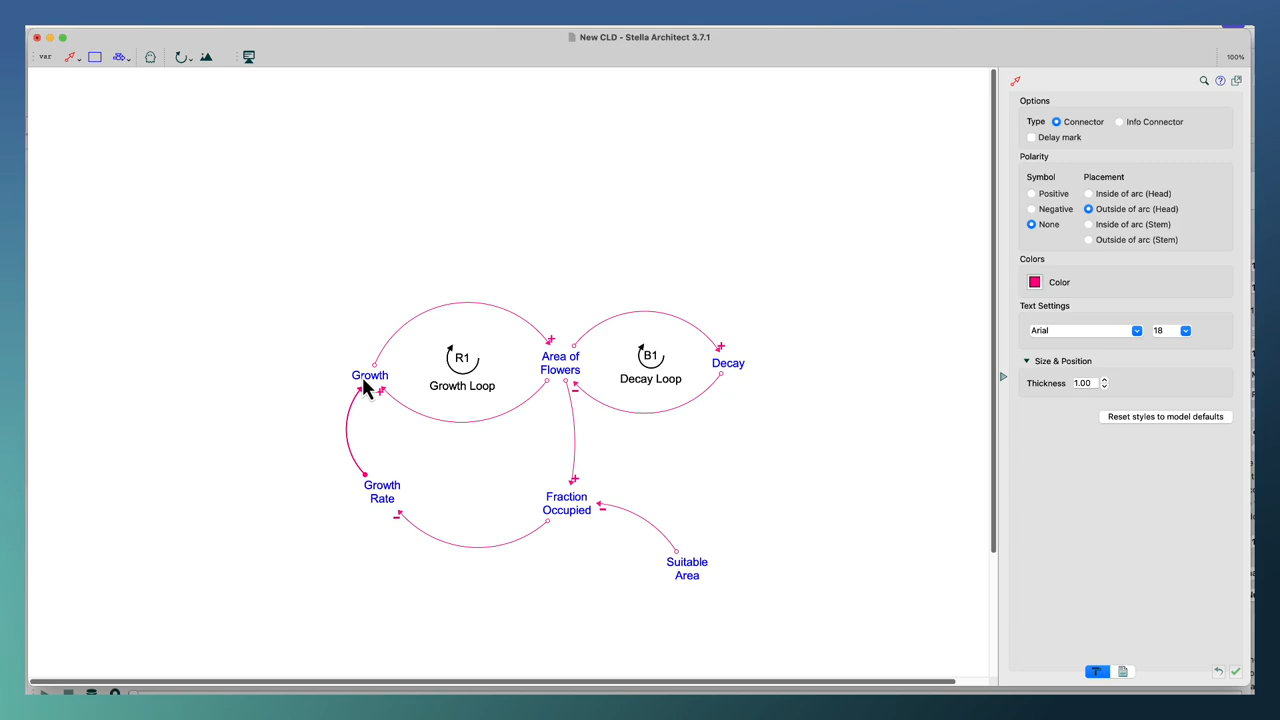 New CLD - Stella Architect 3.7.1
var
100%
Options
Type
Connector
Info Connector
Delay mark
Polarity
Symbol
Placement
Positive
Inside of arc (Head)
Negative
Outside of arc (Head)
None
Inside of arc (Stem)
Outside of arc (Stem)
Colors
Color
Text Settings
Arial
18
Size & Position
Thickness
1.00
Reset styles to model defaults
+
+
R1
Growth Loop
Area of
Flowers
B1
Decay Loop
Decay
Growth
+
-
Growth
Rate
-
+
Fraction
Occupied
-
Suitable
Area